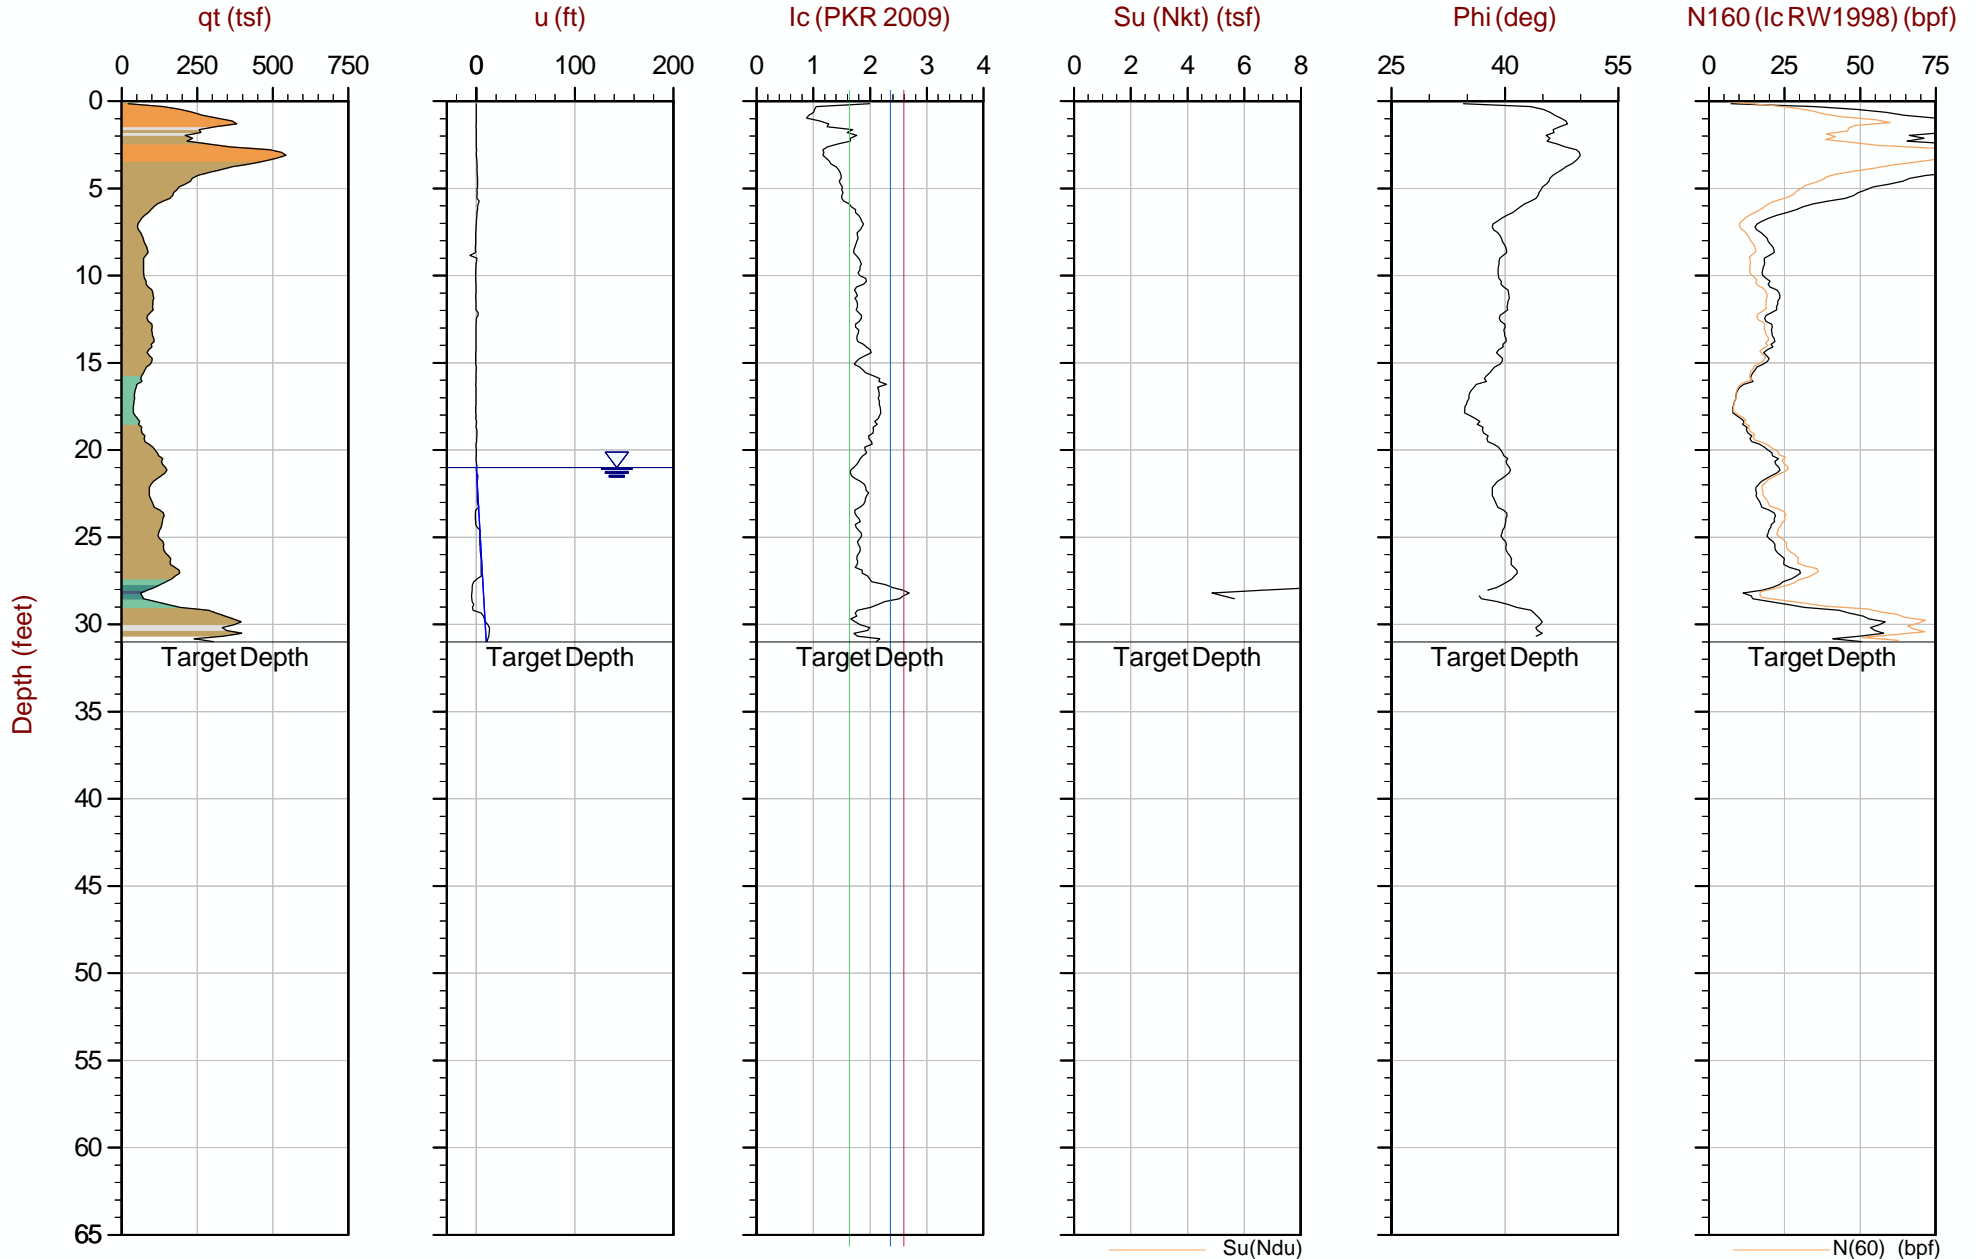 qt (tsf) u (ft) Ic (PKR 2009) Su (Nkt) (tsf) Phi (deg) N160 (Ic RW1998) (bpf)
0 250 500 750 0 100 200 0 1 2 3 4 0 2 4 6 8 25 40 55 0 25 50 75
0
5
10
15
20
25
30
Target Depth Target Depth Target Depth Target Depth Target Depth Target Depth
Depth (feet)
35
40
45
50
55
60
65
Su(Ndu) N(60) (bpf)